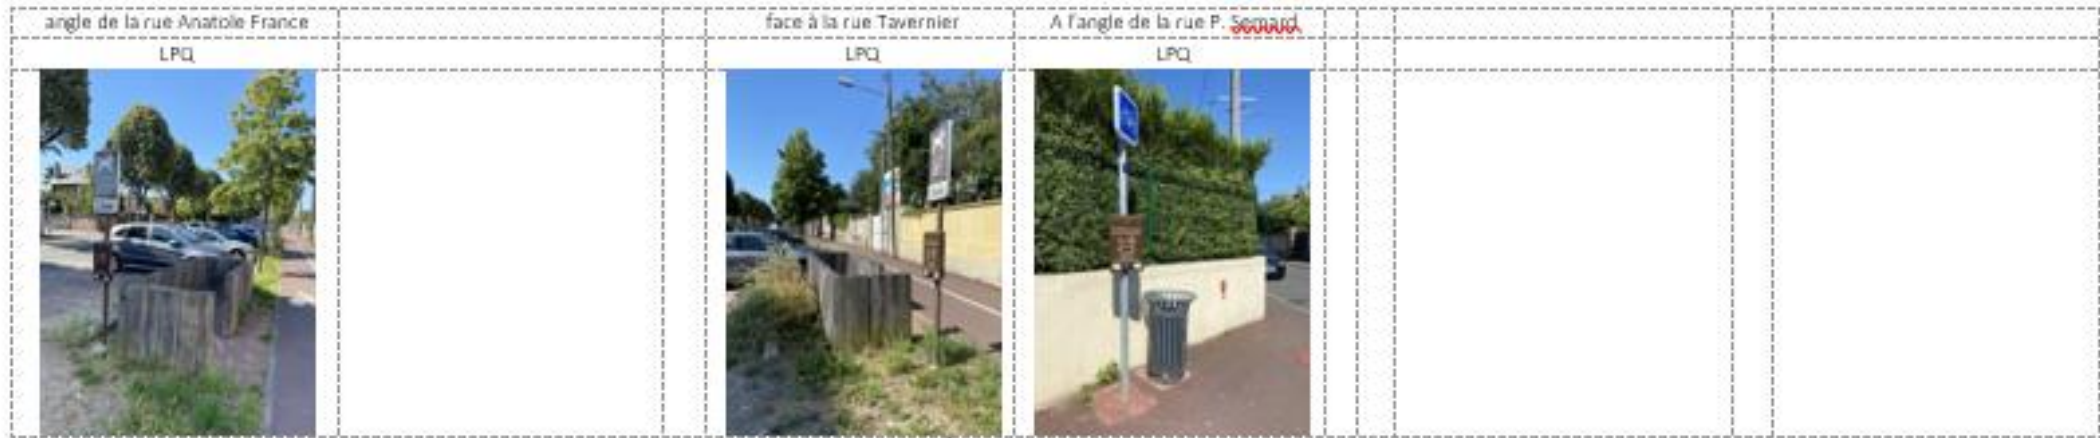 angle de la rue Anatole France
face à la rue Tavernier
A l'angle de la rue P. Semard
LPQ
LPQ
LPQ